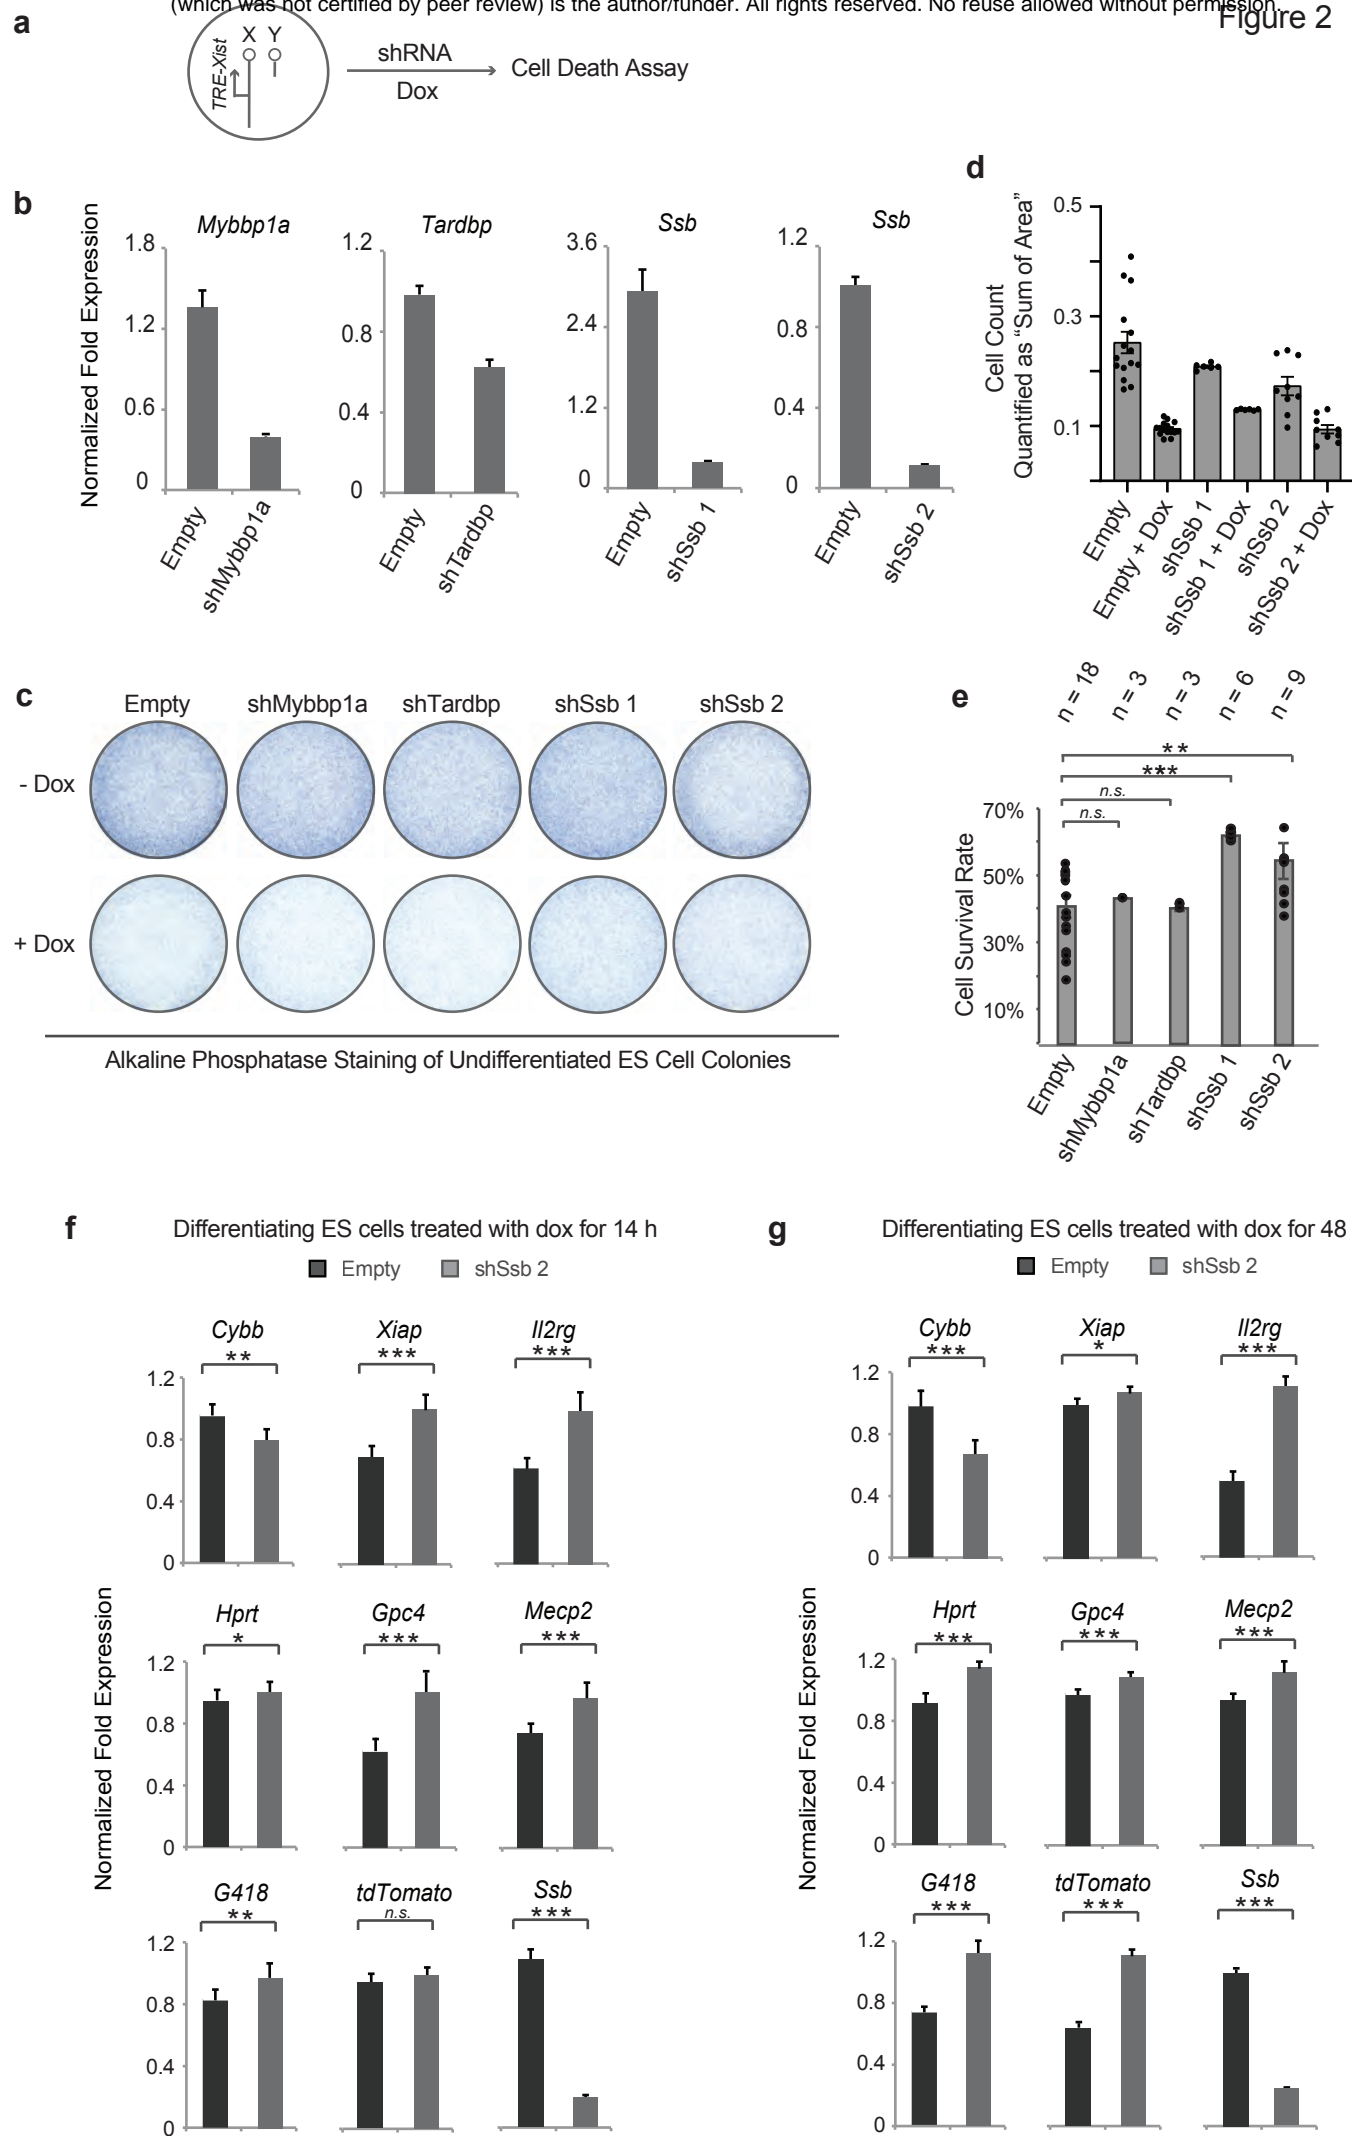 (which was not certified by peer review) is the author/funder. All rights reserved. No reuse allowed without permission.
Figure 2
a
X Y
TRE-Xist
shRNA
Dox
Cell Death Assay
b
Normalized Fold Expression
Mybbp1a
1.8
1.2
0.6
0
Empty
shMybbp1a
Tardbp
1.2
0.8
0.4
0
Empty
shTardbp
Ssb
3.6
2.4
1.2
0
Empty
shSsb 1
Ssb
1.2
0.8
0.4
0
Empty
shSsb 2
d
Cell Count
Quantified as “Sum of Area”
0.5
0.3
0.1
Empty
Empty + Dox
shSsb 1
shSsb 1 + Dox
shSsb 2
shSsb 2 + Dox
c
Empty shMybbp1a shTardbp shSsb 1 shSsb 2
- Dox
+ Dox
Alkaline Phosphatase Staining of Undifferentiated ES Cell Colonies
e
n = 18
n = 3
n = 3
n = 6
n = 9
**
***
n.s.
n.s.
Cell Survival Rate
70%
50%
30%
10%
Empty
shMybbp1a
shTardbp
shSsb 1
shSsb 2
f
Differentiating ES cells treated with dox for 14 h
Empty shSsb 2
Normalized Fold Expression
Cybb Xiap Il2rg
** *** ***
1.2
0.8
0.4
0
Hprt Gpc4 Mecp2
* *** ***
1.2
0.8
0.4
0
G418 tdTomato Ssb
** n.s. ***
1.2
0.8
0.4
0
g
Differentiating ES cells treated with dox for 48
Empty shSsb 2
Normalized Fold Expression
Cybb Xiap Il2rg
*** * ***
1.2
0.8
0.4
0
Hprt Gpc4 Mecp2
*** *** ***
1.2
0.8
0.4
0
G418 tdTomato Ssb
*** *** ***
1.2
0.8
0.4
0